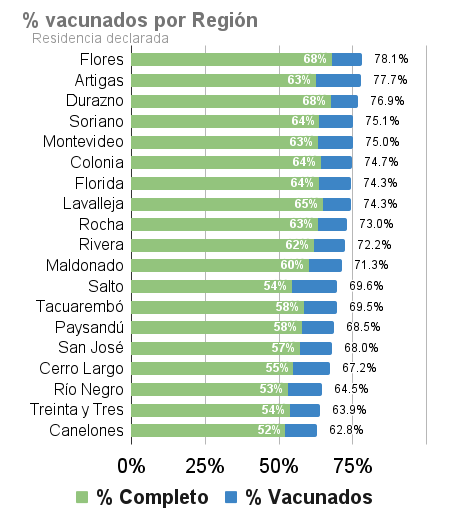 % vacunados por Región
Residencia declarada
Flores 68% 78.1%
Artigas 63% 77.7%
Durazno 68% 76.9%
Soriano 64% 75.1%
Montevideo 63% 75.0%
Colonia 64% 74.7%
Florida 64% 74.3%
Lavalleja 65% 74.3%
Rocha 63% 73.0%
Rivera 62% 72.2%
Maldonado 60% 71.3%
Salto 54% 69.6%
Tacuarembó 58% 69.5%
Paysandú 58% 68.5%
San José 57% 68.0%
Cerro Largo 55% 67.2%
Río Negro 53% 64.5%
Treinta y Tres 54% 63.9%
Canelones 52% 62.8%
0% 25% 50% 75%
% Completo % Vacunados